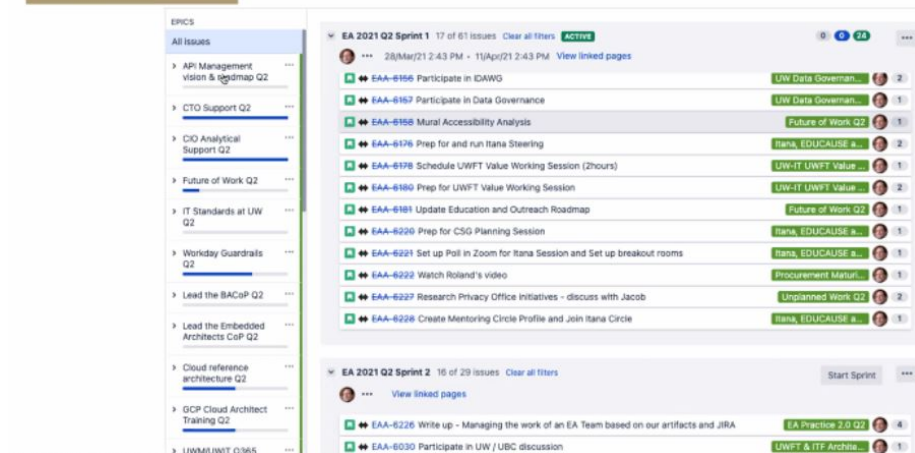 EPICS
All issues
API Management
vision & roadmap Q2
CTO Support Q2
CIO Analytical
Support Q2
Future of Work Q2
IT Standards at UW
Q2
Workday Guardrails
Q2
Lead the BACoP Q2
Lead the Embedded
Architects CoP Q2
Cloud reference
architecture Q2
GCP Cloud Architect
Training Q2
UWM/UWIT O365
EA 2021 Q2 Sprint 1 17 of 61 issues Clear all filters ACTIVE 0 0 24
28/Mar/21 2:43 PM • 11/Apr/21 2:43 PM View linked pages
EAA-6156 Participate in IDAWG UW Data Governan... 2
EAA-6157 Participate in Data Governance UW Data Governan... 1
EAA-6158 Mural Accessibility Analysis Future of Work Q2 1
EAA-6176 Prep for and run Itana Steering Itana, EDUCAUSE a... 2
EAA-6178 Schedule UWFT Value Working Session (2hours) UW-IT UWFT Value ... 1
EAA-6180 Prep for UWFT Value Working Session UW-IT UWFT Value ... 2
EAA-6181 Update Education and Outreach Roadmap Future of Work Q2 1
EAA-6220 Prep for CSG Planning Session Itana, EDUCAUSE a... 1
EAA-6221 Set up Poll in Zoom for Itana Session and Set up breakout rooms Itana, EDUCAUSE a... 1
EAA-6222 Watch Roland's video Procurement Maturi... 1
EAA-6227 Research Privacy Office Initiatives - discuss with Jacob Unplanned Work Q2 2
EAA-6228 Create Mentoring Circle Profile and Join Itana Circle Itana, EDUCAUSE a... 1
EA 2021 Q2 Sprint 2 16 of 29 issues Clear all filters Start Sprint
View linked pages
EAA-6226 Write up - Managing the work of an EA Team based on our artifacts and JIRA EA Practice 2.0 Q2 4
EAA-6030 Participate in UW / UBC discussion UWFT & ITF Archite... 1